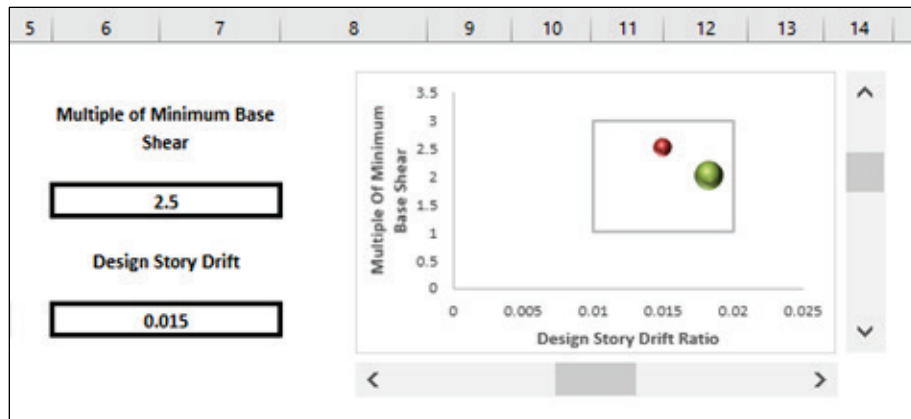 5 6 7 8 9 10 11 12 13 14
Multiple of Minimum Base
Shear
2.5
Design Story Drift
0.015
Multiple Of Minimum
Base Shear
3.5
3
2.5
2
1.5
1
0.5
0
0 0.005 0.01 0.015 0.02 0.025
Design Story Drift Ratio